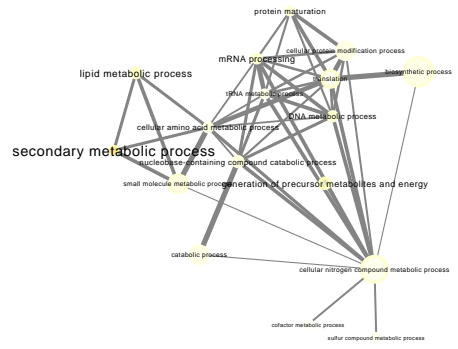 protein maturation
cellular protein modification process
mRNA processing
lipid metabolic process
translation
biosynthetic process
tRNA metabolic process
DNA metabolic process
cellular amino acid metabolic process
secondary metabolic process
nucleobase-containing compound catabolic process
small molecule metabolic process
generation of precursor metabolites and energy
catabolic process
cellular nitrogen compound metabolic process
cofactor metabolic process
sulfur compound metabolic process